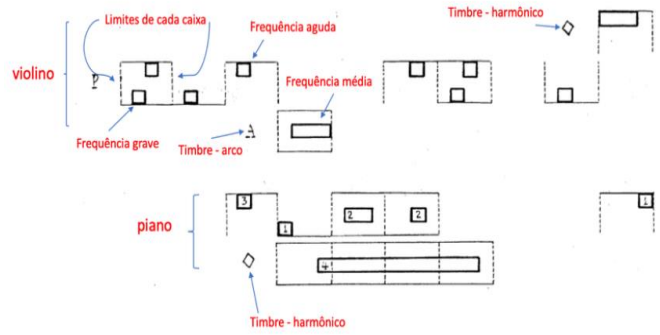 Timbre - harmônico
Limites de cada caixa
Frequência aguda
violino
P
Frequência média
Frequência grave
Timbre - arco
A
piano
3
1
2
2
1
4
Timbre - harmônico